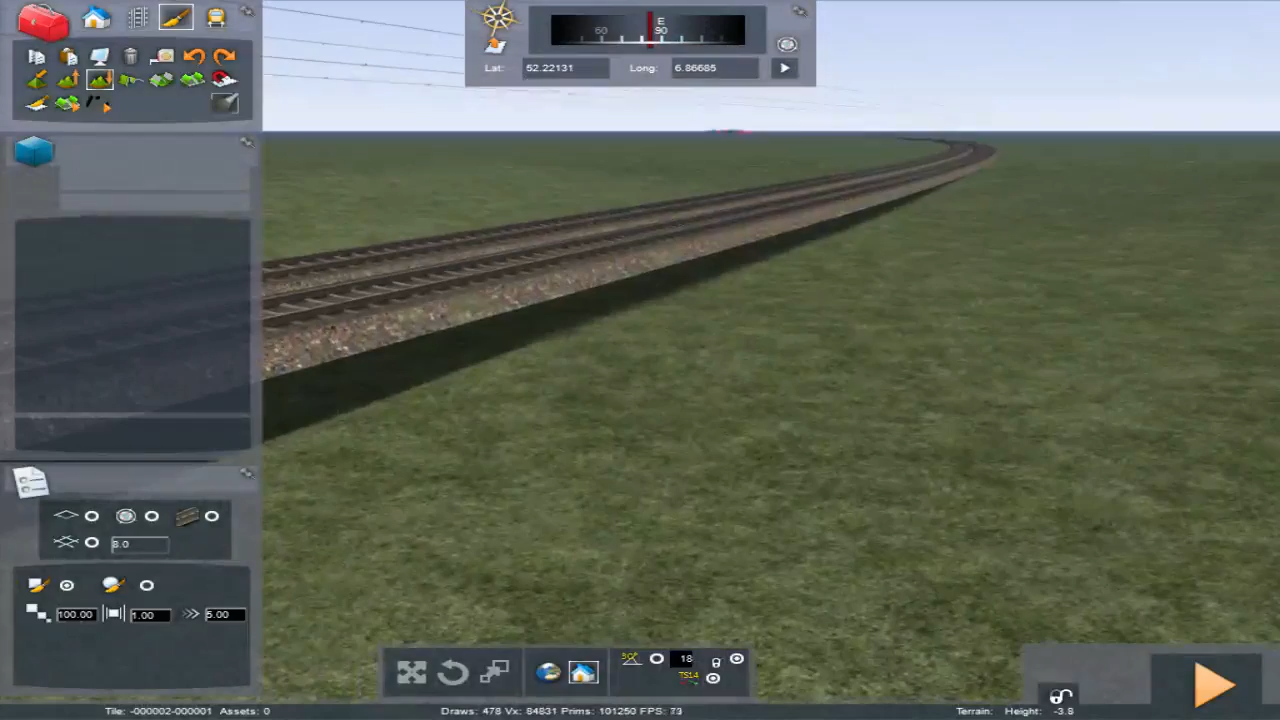 E
60 90
Lat: 52.22131 Long: 6.86685
8.0
100.00 1.00 5.00
18
TS14
Tile: -000002-000001 Assets: 0 Draws: 478 Vx: 84831 Prims: 101250 FPS: 73 Terrain: Height: -3.8